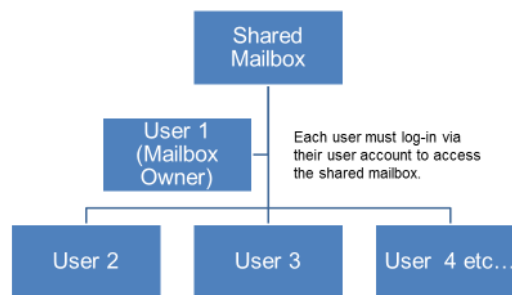 Shared
Mailbox
User 1
(Mailbox
Owner)
Each user must log-in via
their user account to access
the shared mailbox.
User 2
User 3
User 4 etc...